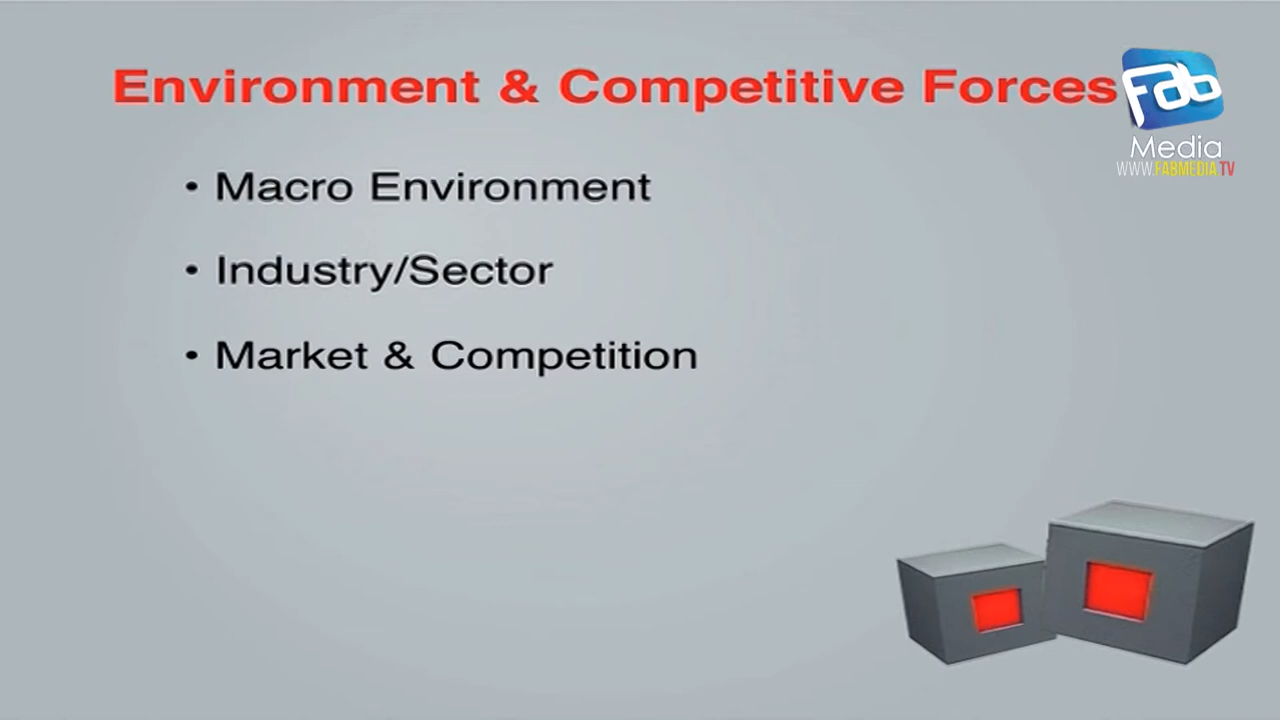 Environment & Competitive Forces
Fab
Media
WWW.FABMEDIA.TV
• Macro Environment
• Industry/Sector
• Market & Competition